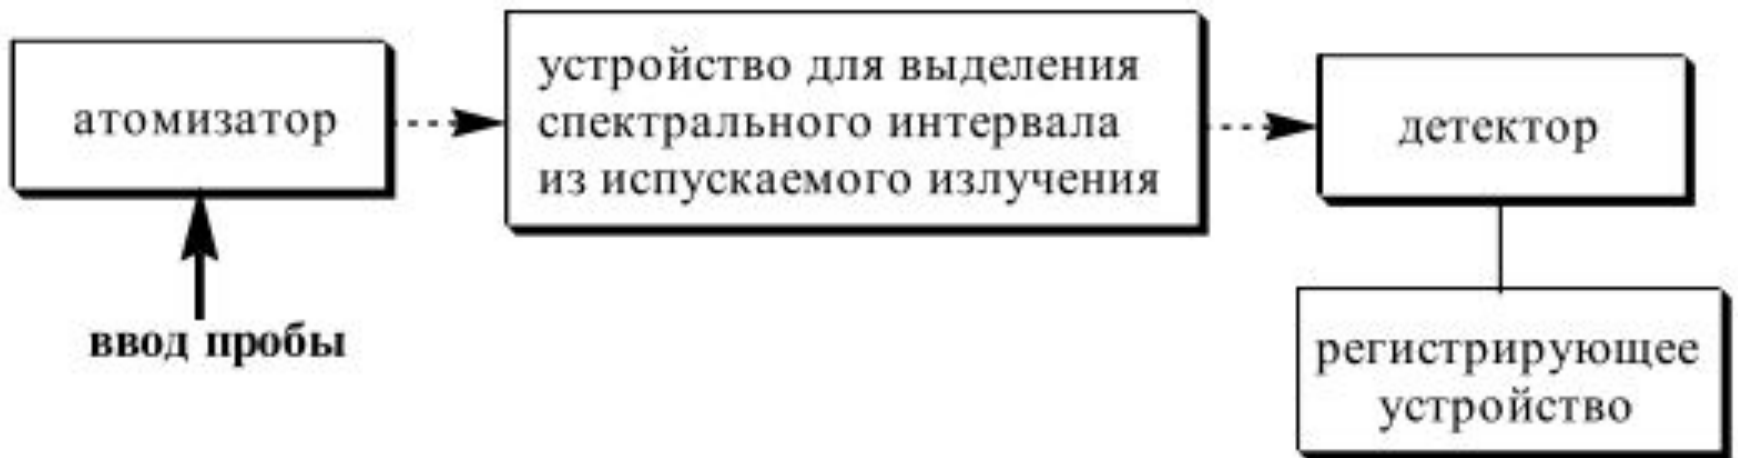 атомизатор
устройство для выделения
спектрального интервала
из испускаемого излучения
детектор
ввод пробы
регистрирующее
устройство